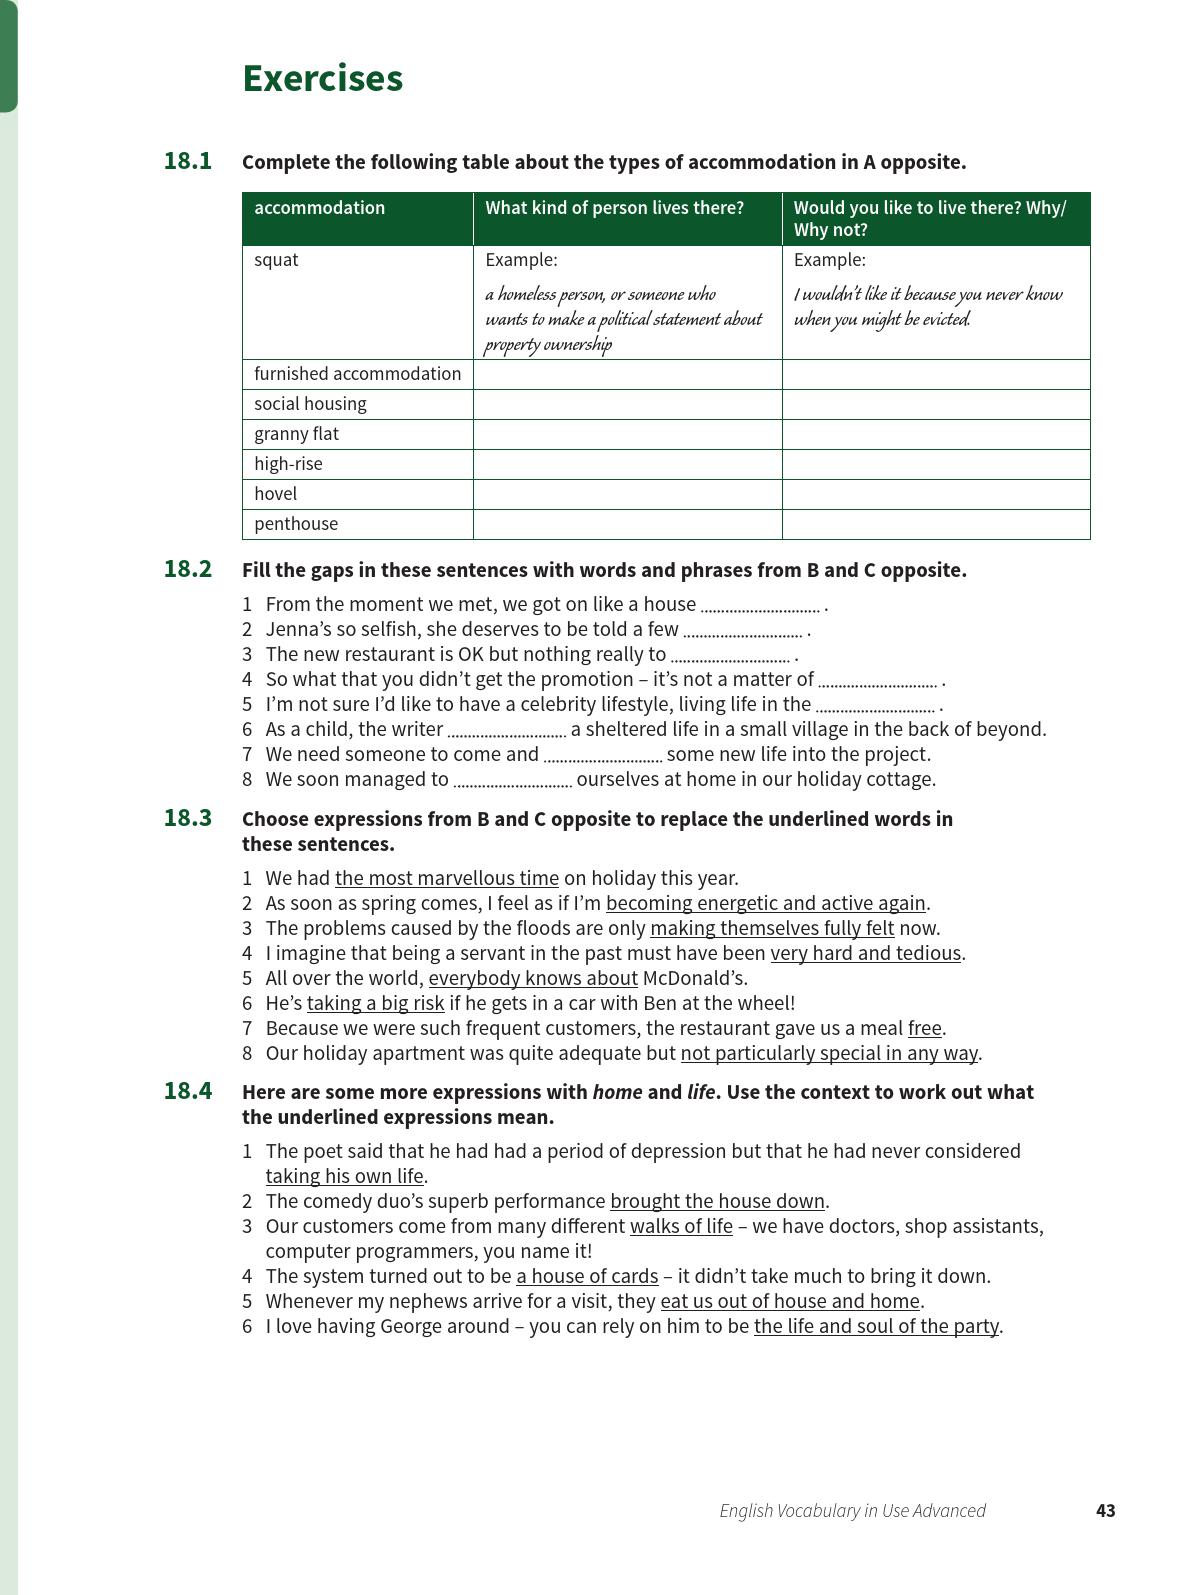 Exercises
18.1 Complete the following table about the types of accommodation in A opposite.
accommodation What kind of person lives there? Would you like to live there? Why/
Why not?
squat Example: Example:
a homeless person, or someone who I wouldn't like it because you never know
wants to make a political statement about when you might be evicted.
property ownership
furnished accommodation
social housing
granny flat
high-rise
hovel
penthouse
18.2 Fill the gaps in these sentences with words and phrases from B and C opposite.
1 From the moment we met, we got on like a house ............................ .
2 Jenna’s so selfish, she deserves to be told a few ............................ .
3 The new restaurant is OK but nothing really to ............................ .
4 So what that you didn’t get the promotion – it’s not a matter of ............................ .
5 I’m not sure I’d like to have a celebrity lifestyle, living life in the ............................ .
6 As a child, the writer ............................ a sheltered life in a small village in the back of beyond.
7 We need someone to come and ............................ some new life into the project.
8 We soon managed to ............................ ourselves at home in our holiday cottage.
18.3 Choose expressions from B and C opposite to replace the underlined words in
these sentences.
1 We had the most marvellous time on holiday this year.
2 As soon as spring comes, I feel as if I’m becoming energetic and active again.
3 The problems caused by the floods are only making themselves fully felt now.
4 I imagine that being a servant in the past must have been very hard and tedious.
5 All over the world, everybody knows about McDonald’s.
6 He’s taking a big risk if he gets in a car with Ben at the wheel!
7 Because we were such frequent customers, the restaurant gave us a meal free.
8 Our holiday apartment was quite adequate but not particularly special in any way.
18.4 Here are some more expressions with home and life. Use the context to work out what
the underlined expressions mean.
1 The poet said that he had had a period of depression but that he had never considered
taking his own life.
2 The comedy duo’s superb performance brought the house down.
3 Our customers come from many different walks of life – we have doctors, shop assistants,
computer programmers, you name it!
4 The system turned out to be a house of cards – it didn’t take much to bring it down.
5 Whenever my nephews arrive for a visit, they eat us out of house and home.
6 I love having George around – you can rely on him to be the life and soul of the party.
English Vocabulary in Use Advanced 43